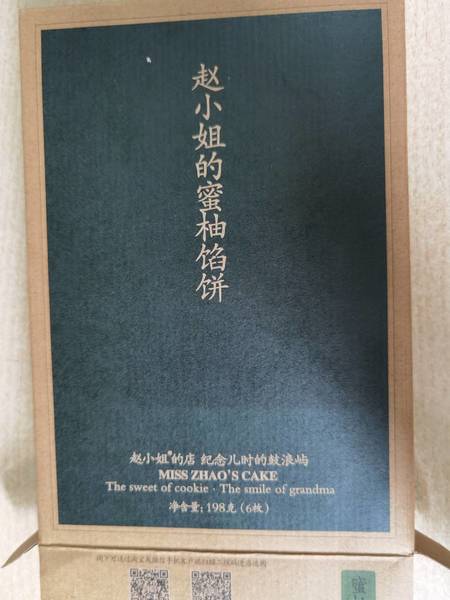 赵小姐的蜜柚馅饼
赵小姐®的店 纪念儿时的鼓浪屿
MISS ZHAO'S CAKE
The sweet of cookie · The smile of grandma
净含量: 198克 (6枚)